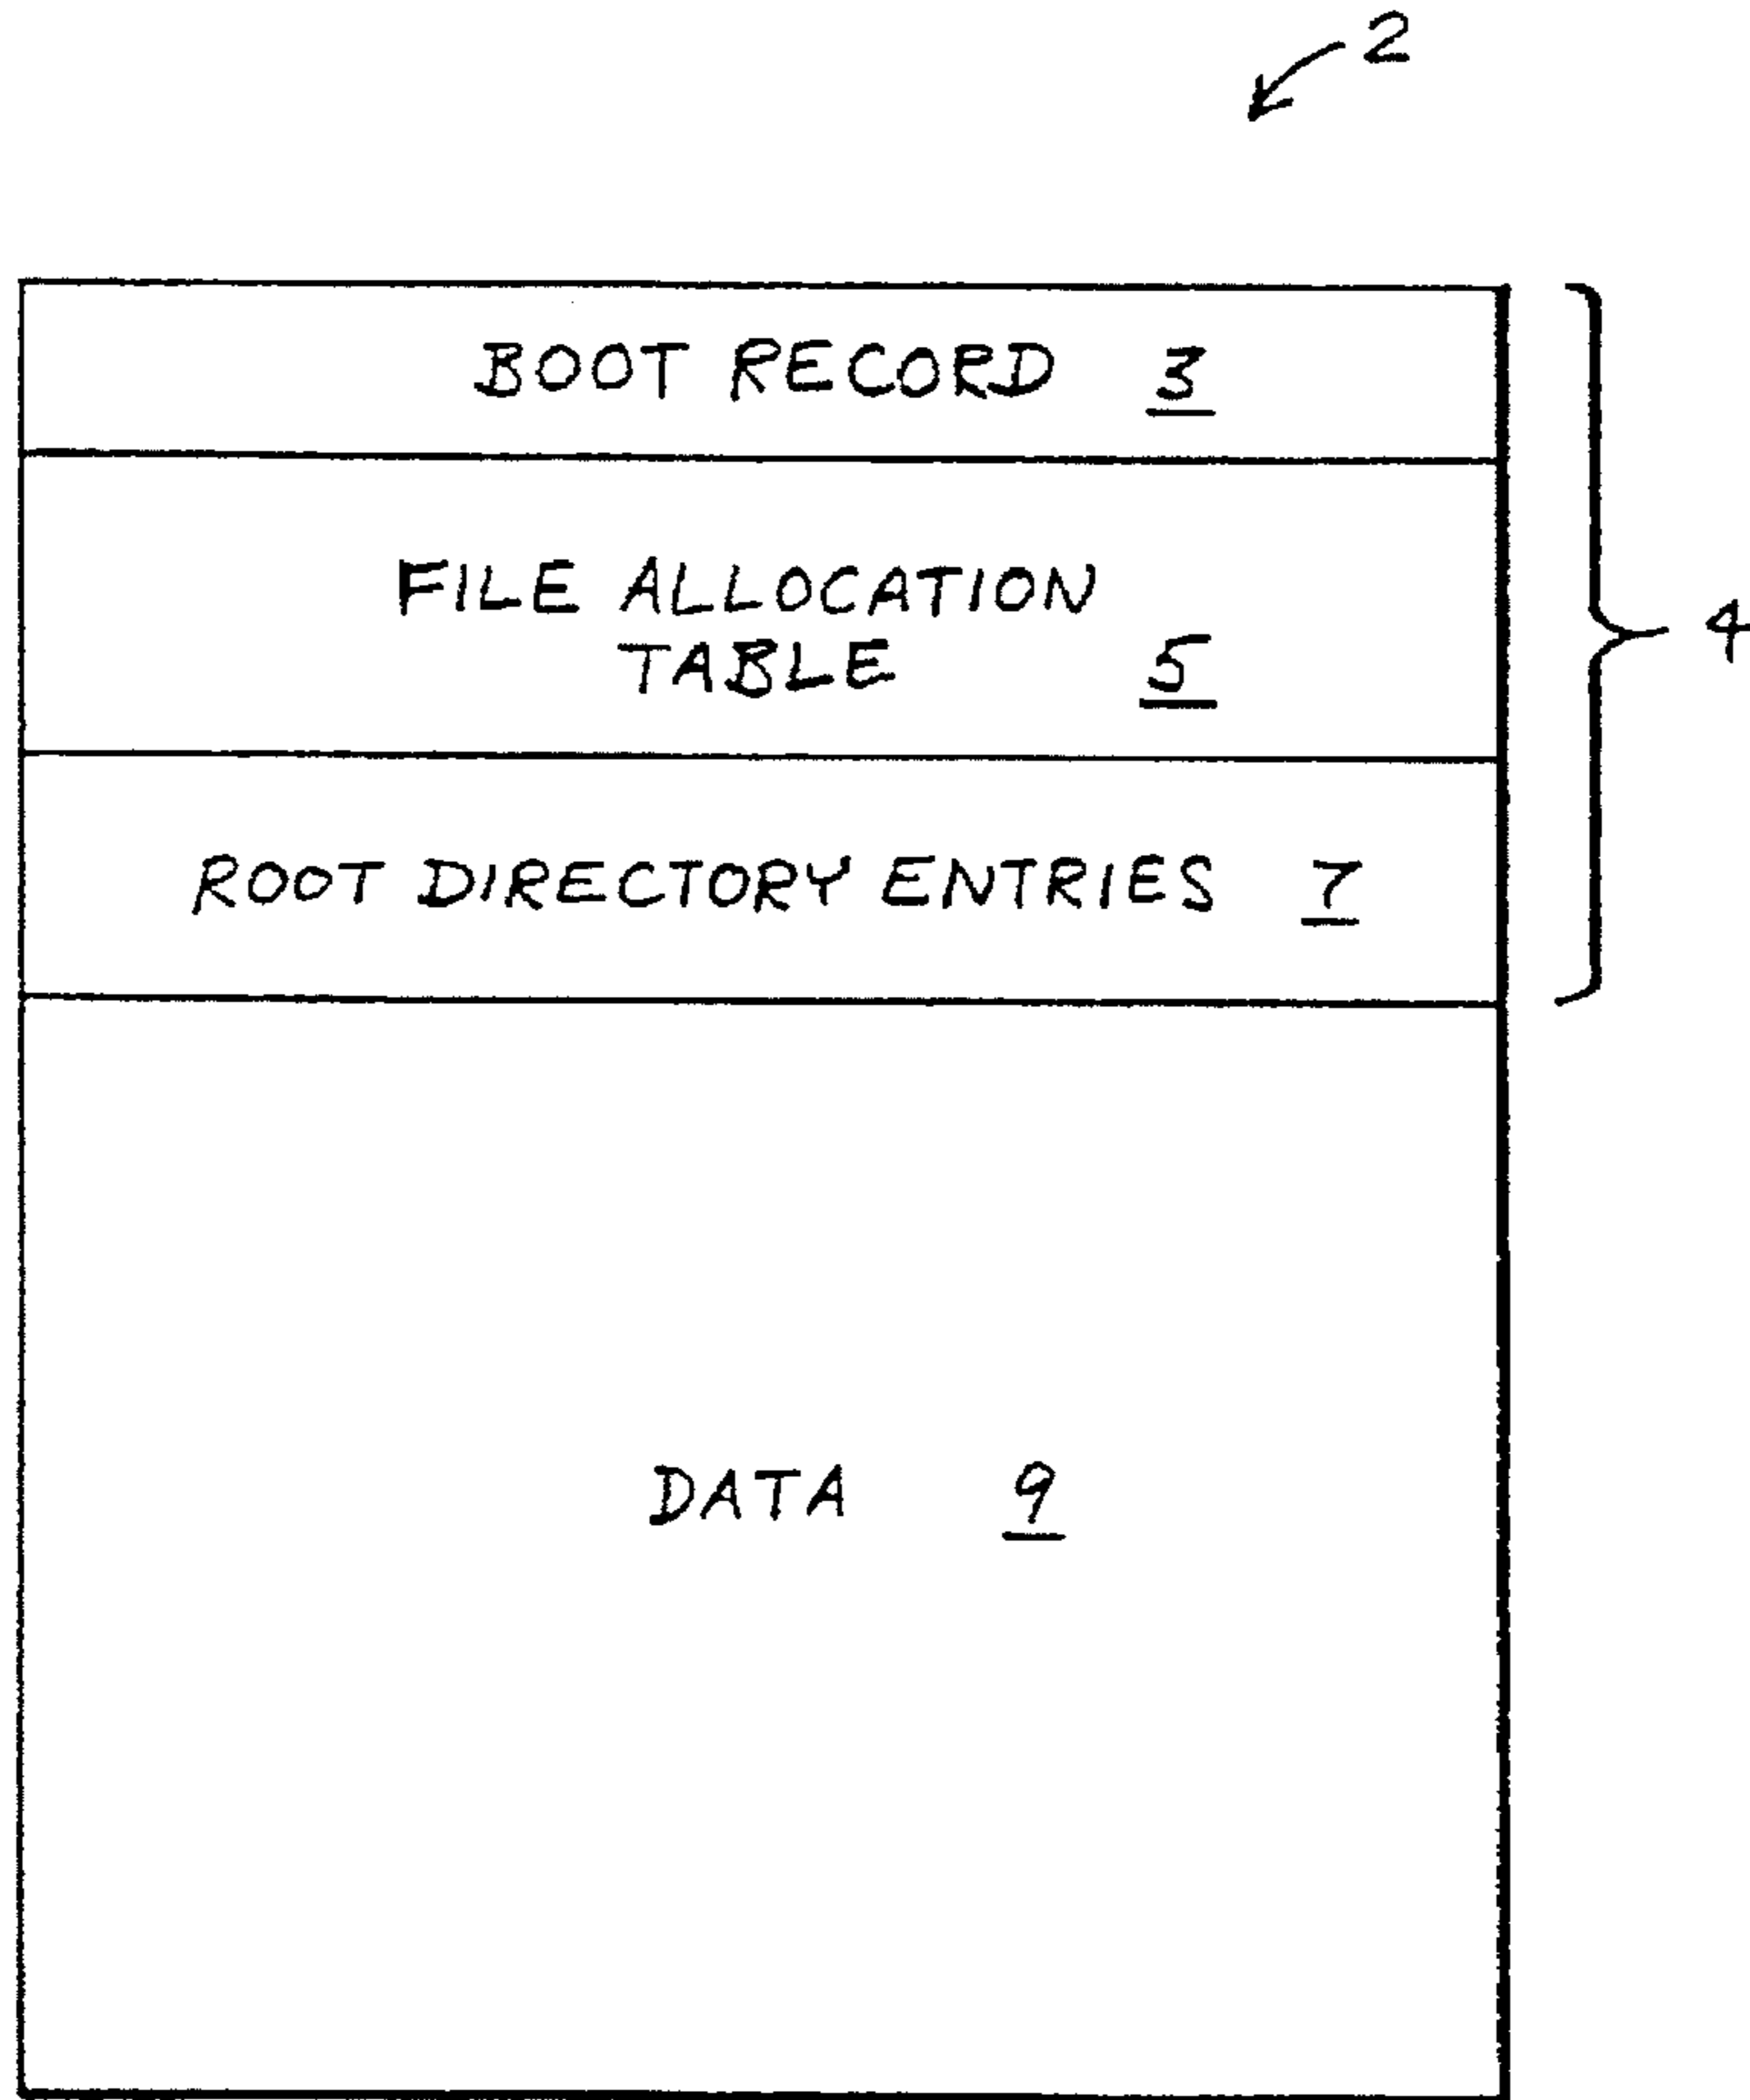 2
BOOT RECORD 3
FILE ALLOCATION
TABLE 5
4
ROOT DIRECTORY ENTRIES 7
DATA 9